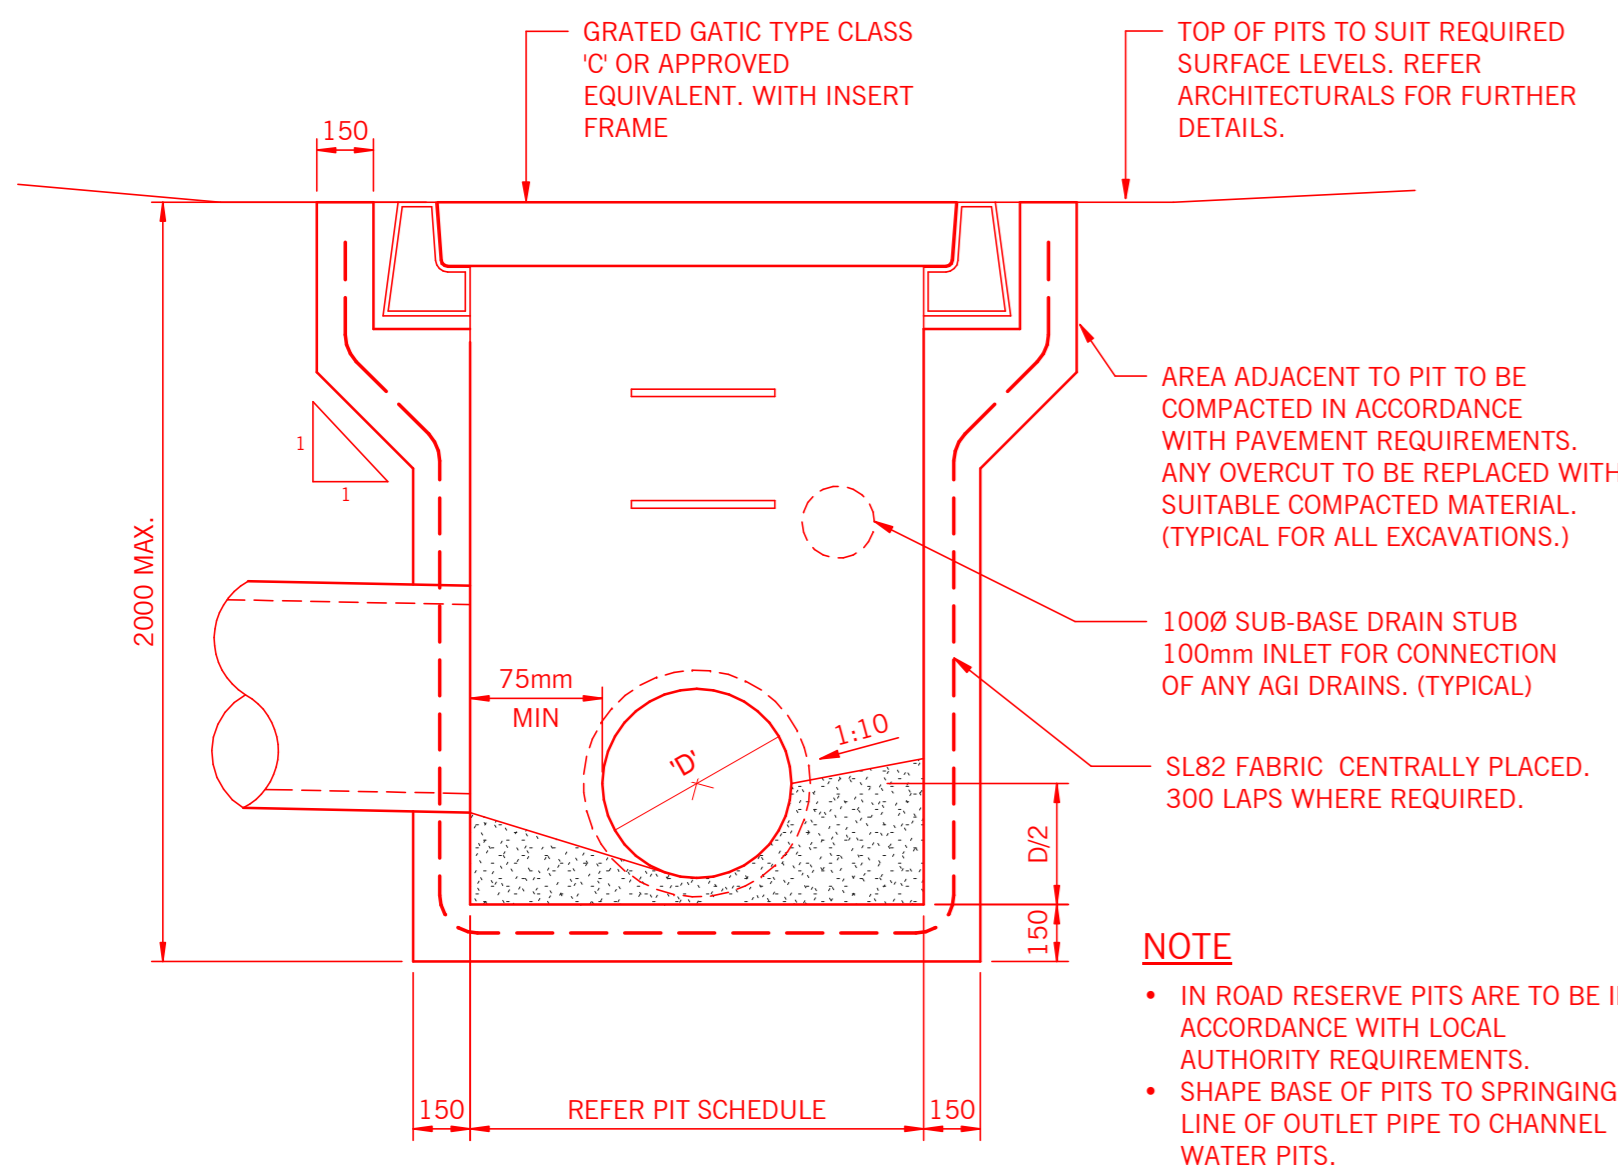 GRATED GATIC TYPE CLASS
'C' OR APPROVED
EQUIVALENT. WITH INSERT
FRAME
TOP OF PITS TO SUIT REQUIRED
SURFACE LEVELS. REFER
ARCHITECTURALS FOR FURTHER
DETAILS.
150
AREA ADJACENT TO PIT TO BE
COMPACTED IN ACCORDANCE
WITH PAVEMENT REQUIREMENTS.
ANY OVERCUT TO BE REPLACED WITH
SUITABLE COMPACTED MATERIAL.
(TYPICAL FOR ALL EXCAVATIONS.)
1
1
2000 MAX.
100Ø SUB-BASE DRAIN STUB
100mm INLET FOR CONNECTION
OF ANY AGI DRAINS. (TYPICAL)
75mm
MIN
'D'
1:10
SL82 FABRIC CENTRALLY PLACED.
300 LAPS WHERE REQUIRED.
D/2
150
NOTE
• IN ROAD RESERVE PITS ARE TO BE
ACCORDANCE WITH LOCAL
AUTHORITY REQUIREMENTS.
• SHAPE BASE OF PITS TO SPRINGING
LINE OF OUTLET PIPE TO CHANNEL
WATER PITS.
150
REFER PIT SCHEDULE
150